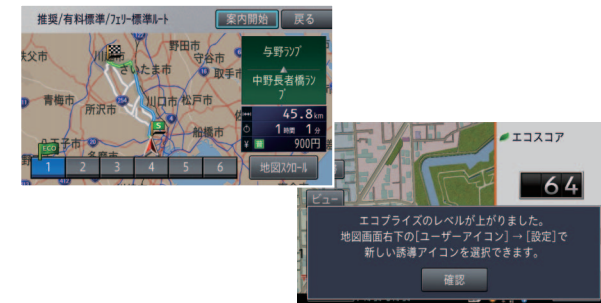 推奨/有料標準/フェリー標準ルート
案内開始
戻る
秩父市
野田市
守谷市
取手市
さいたま市
青梅市
所沢市
川口市
松戸市
船橋市
八王子市
与野ランプ
中野長者橋ラン
プ
45.8km
1時間 1分
¥ 900円
ECO
5
1 2 3 4 5 6
地図スクロール
エコスコア
64
ビュー
エコプライズのレベルが上がりました。
地図画面右下の[ユーザーアイコン]→[設定]で
新しい誘導アイコンを選択できます。
確認